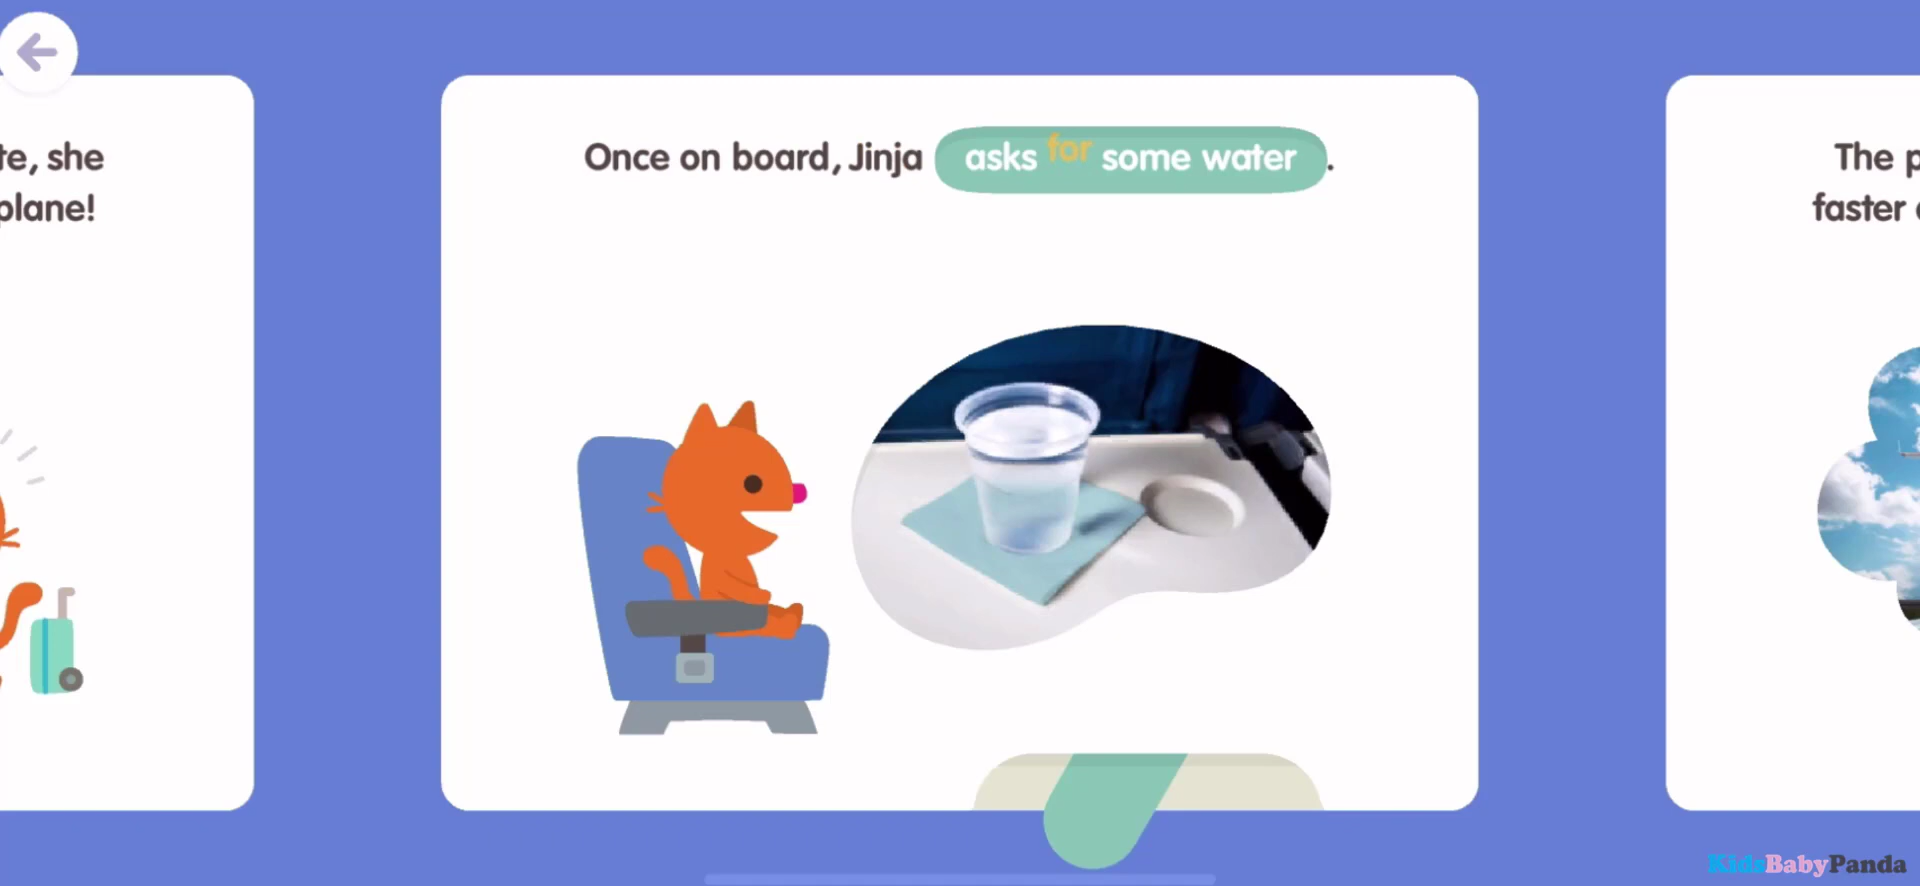 te, she
plane!
Once on board, Jinja asks for some water.
The p
faster
KidsBabyPanda